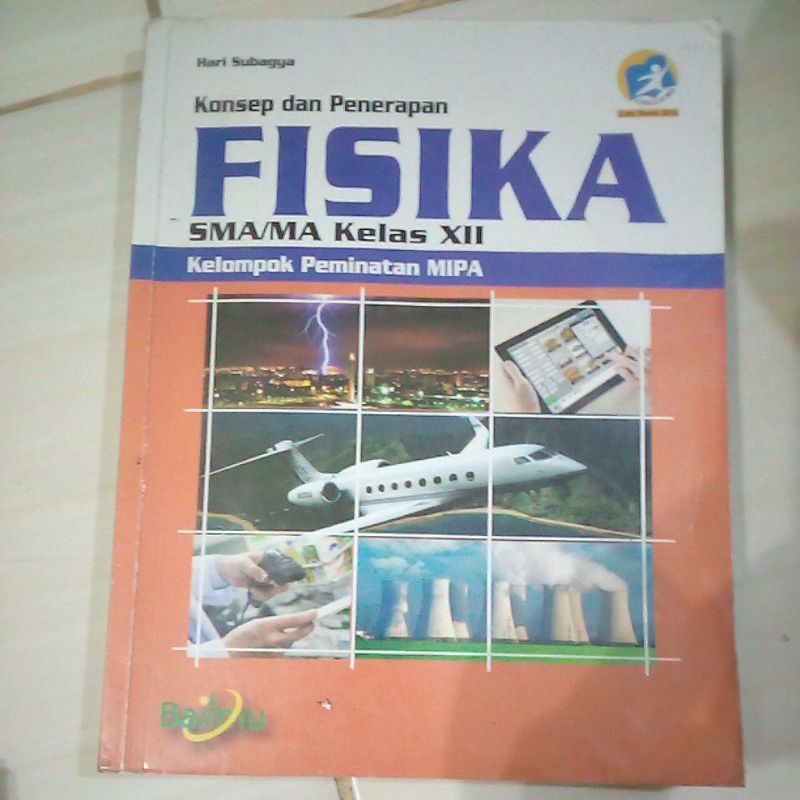 Hari Subagya
Konsep dan Penerapan
FISIKA
SMA/MA Kelas XII
Kelompok Peminatan MIPA
Bailmu